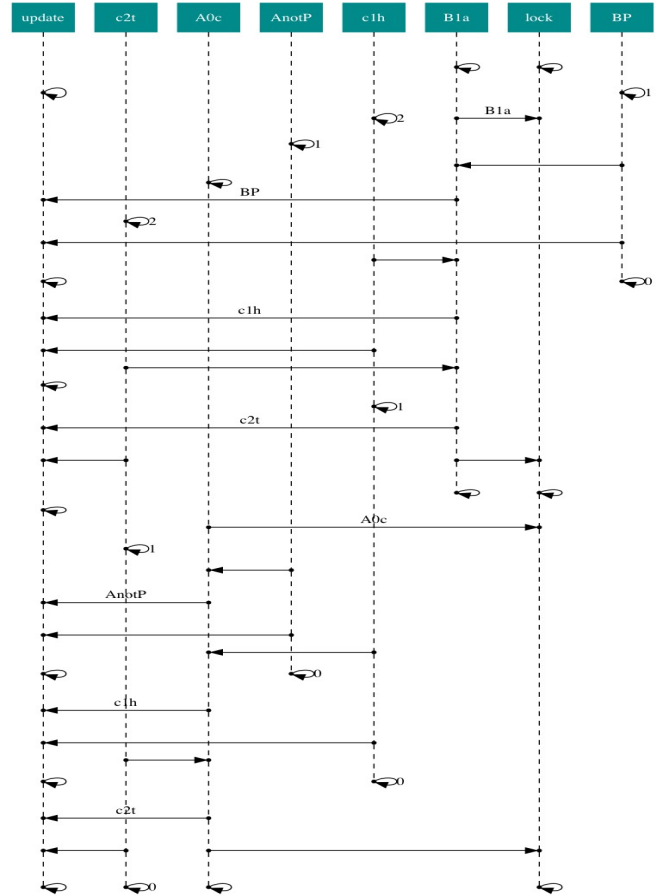 update c2t A0c AnotP c1h B1a lock BP
1
2 B1a
1
BP
2
0
c1h
1
c2t
A0c
1
AnotP
0
c1h
0
c2t
0